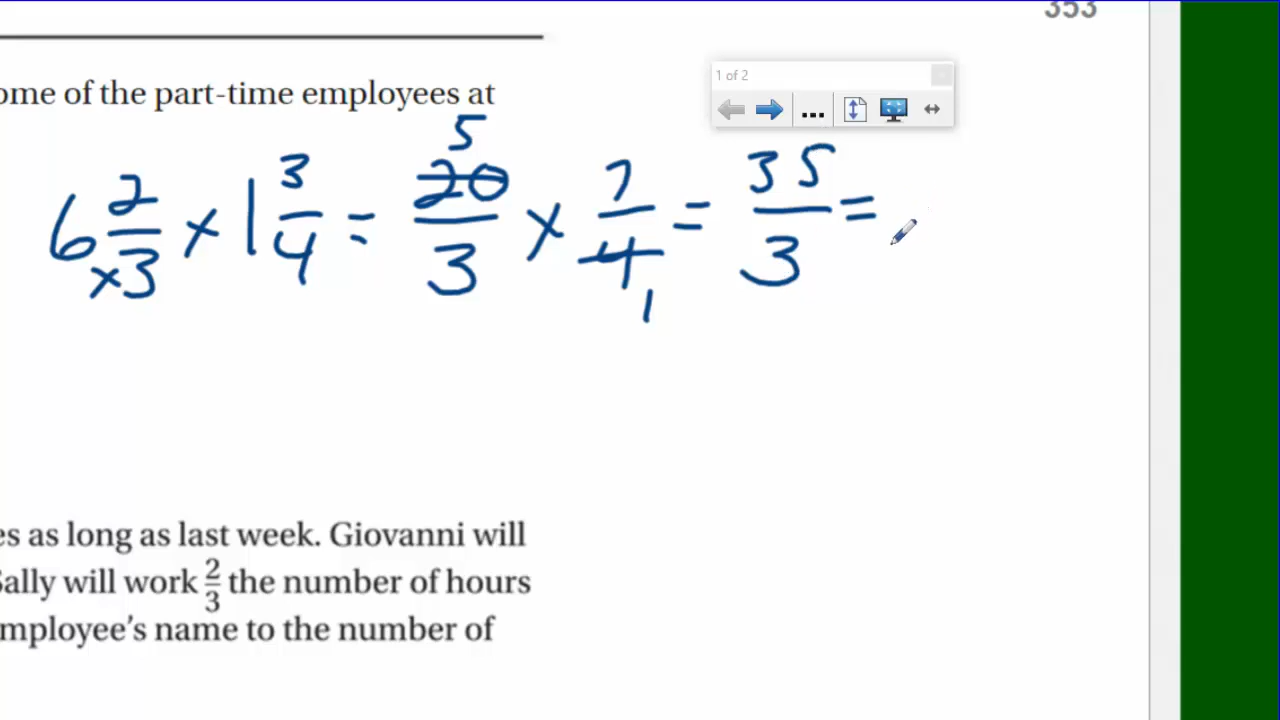 353
ome of the part-time employees at
1 of 2
6 2/3 × 1 3/4 = 20/3 × 7/4 = 35/3 =
×
5
1
es as long as last week. Giovanni will
Sally will work 2/3 the number of hours
mployee's name to the number of